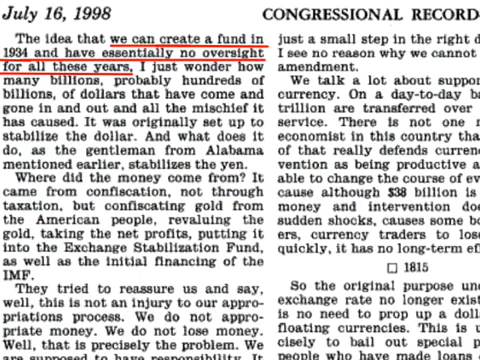 July 16, 1998
CONGRESSIONAL RECORD
The idea that we can create a fund in
1934 and have essentially no oversight
for all these years, I just wonder how
many billions, probably hundreds of
billions, of dollars that have come and
gone in and out and all the mischief it
has caused. It was originally set up to
stabilize the dollar. And what does it
do, as the gentleman from Alabama
mentioned earlier, stabilizes the yen.
Where did the money come from? It
came from confiscation, not through
taxation, but confiscating gold from
the American people, revaluing the
gold, taking the net profits, putting it
into the Exchange Stabilization Fund,
as well as the initial financing of the
IMF.
They tried to reassure us and say,
well, this is not an injury to our appro-
priations process. We do not appro-
priate money. We do not lose money.
Well, that is precisely the problem. We
are supposed to have responsibility. It
just a small step in the right d
I see no reason why we cannot
amendment.
We talk a lot about suppor
currency. On a day-to-day ba
trillion are transferred over
service. There is not one
economist in this country tha
of that really defends curren
vention as being productive a
able to change the course of ev
cause although $38 billion is
money and intervention doe
sudden shocks, causes some bo
ers, currency traders to lose
quickly, it has no long-term ef
□ 1815
So the original purpose un
exchange rate no longer exist
is no need to prop up a dolla
floating currencies. This is u
cisely to bail out special p
people who have made loans